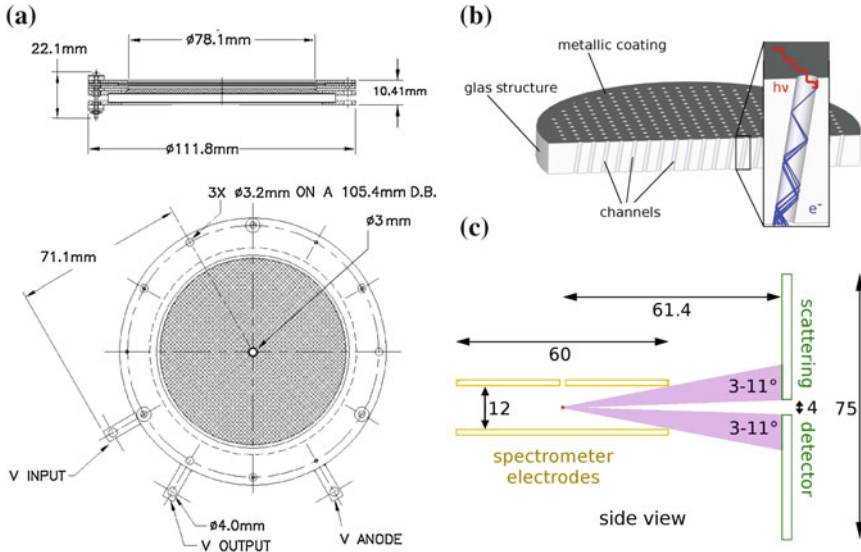 (a)
ø78.1mm
22.1mm
10.41mm
ø111.8mm
3X ø3.2mm ON A 105.4mm D.B.
ø3mm
71.1mm
V INPUT
ø4.0mm
V OUTPUT
V ANODE
(b)
metallic coating
glas structure
hν
channels
e⁻
(c)
61.4
60
12
3-11°
3-11°
4
75
scattering
detector
spectrometer
electrodes
side view